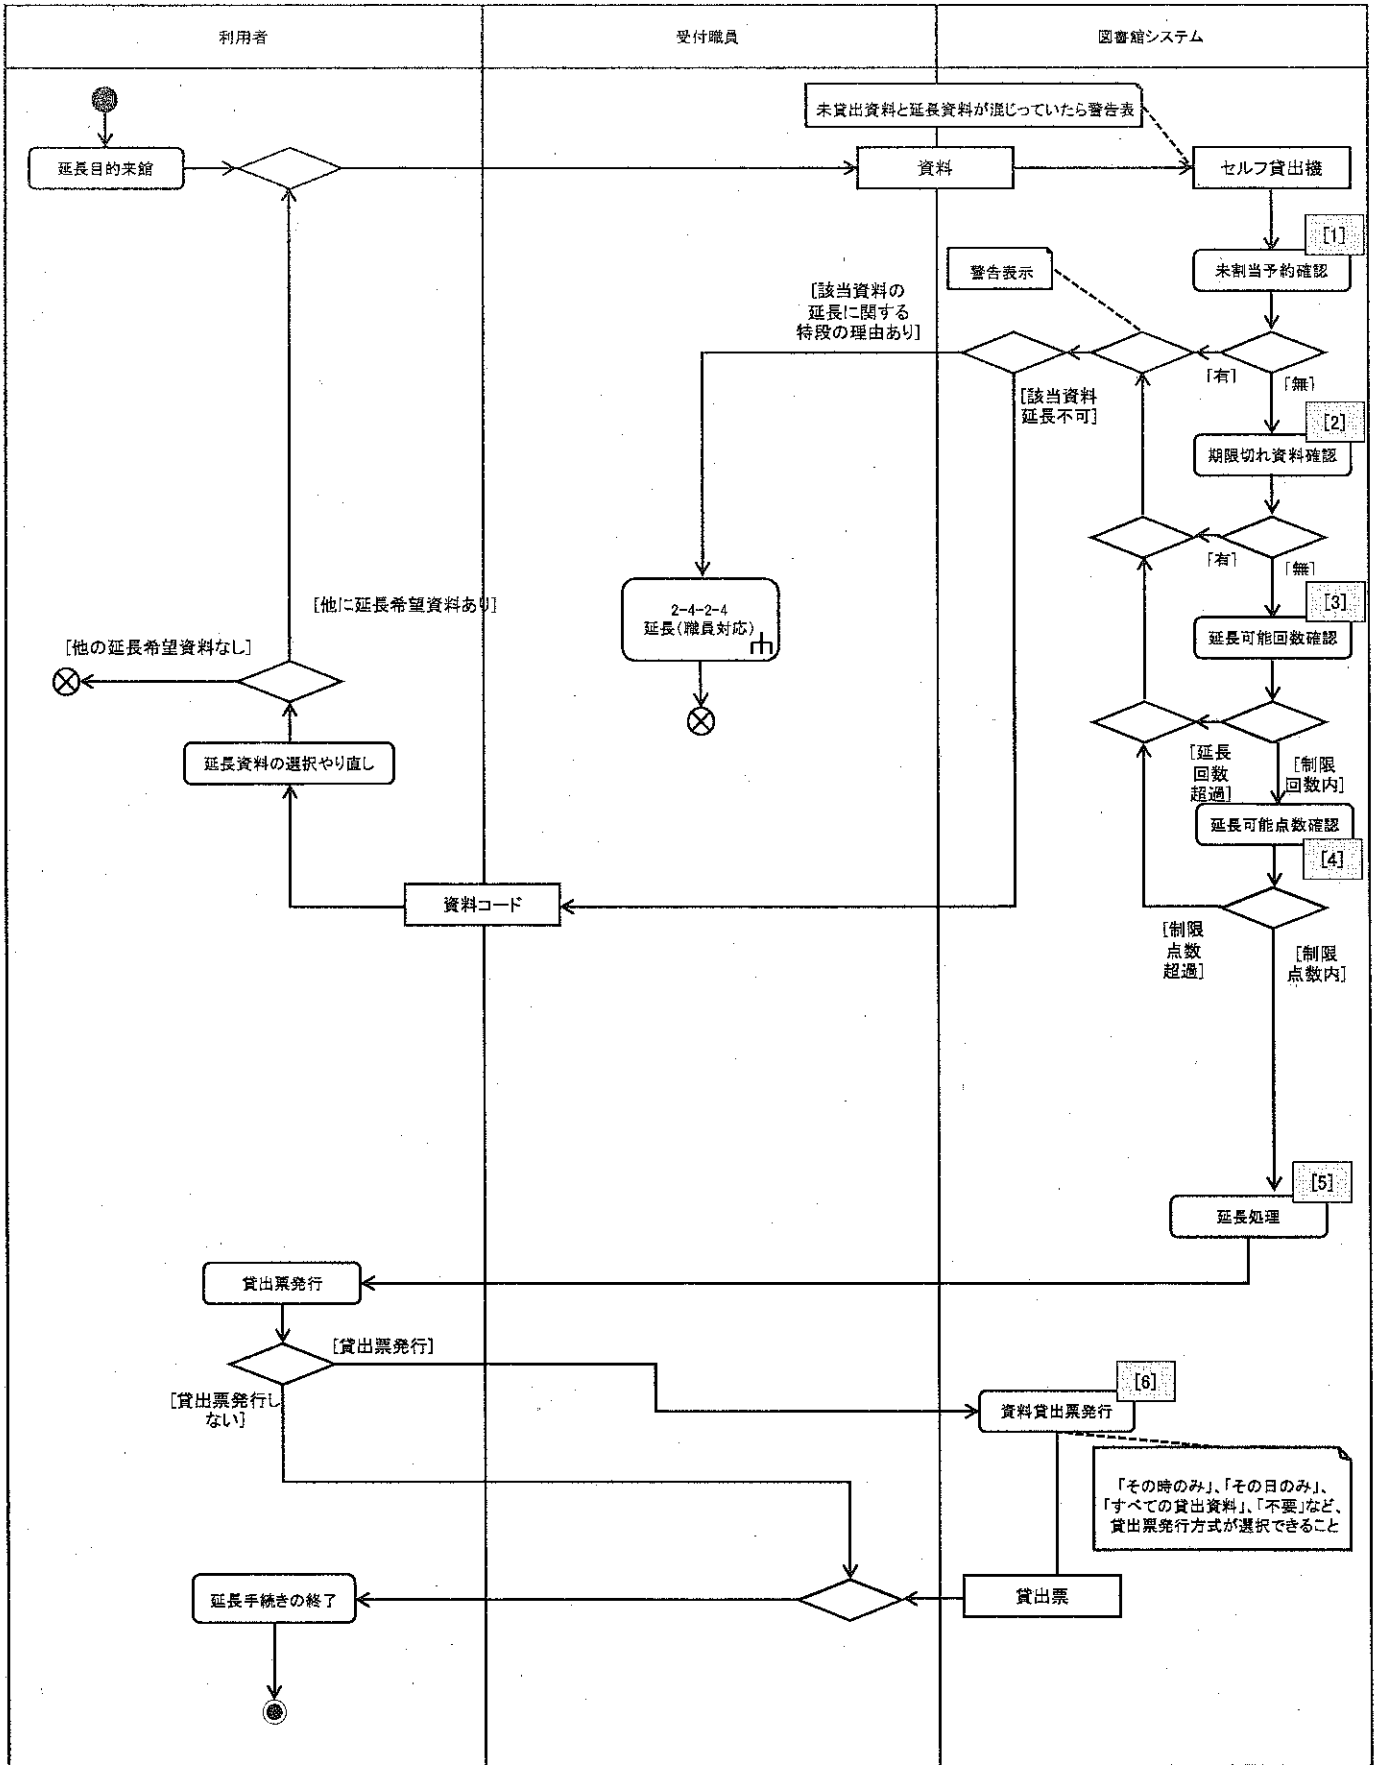 利用者
受付職員
図書館システム
未貸出資料と延長資料が混じっていたら警告表
延長目的来館
資料
セルフ貸出機
[1]
未割当予約確認
警告表示
[該当資料の
延長に関する
特段の理由あり]
[有]
[無]
[該当資料
延長不可]
[2]
期限切れ資料確認
[有]
[無]
[3]
延長可能回数確認
2-4-2-4
延長(職員対応)
[他に延長希望資料あり]
[他の延長希望資料なし]
延長資料の選択やり直し
[延長
回数
超過]
[制限
回数内]
延長可能点数確認
[4]
資料コード
[制限
点数
超過]
[制限
点数内]
[5]
延長処理
貸出票発行
[貸出票発行]
[貸出票発行し
ない]
[6]
資料貸出票発行
「その時のみ」、「その日のみ」、
「すべての貸出資料」、「不要」など、
貸出票発行方式が選択できること
延長手続きの終了
貸出票